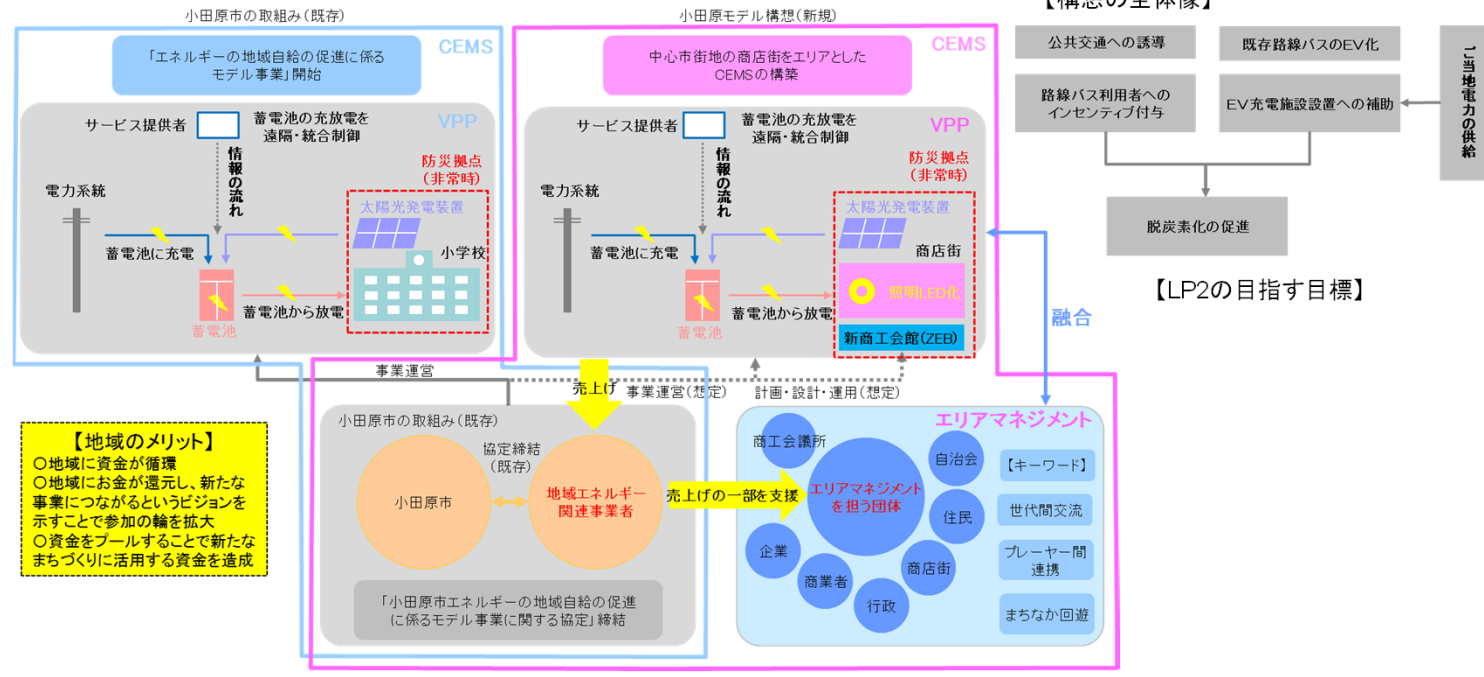 小田原市の取組み(既存)
CEMS
「エネルギーの地域自給の促進に係る
モデル事業」開始
VPP
サービス提供者
蓄電池の充放電を
遠隔・統合制御
情報の流れ
防災拠点
(非常時)
電力系統
太陽光発電装置
小学校
蓄電池に充電
蓄電池から放電
蓄電池
小田原モデル構想(新規)
CEMS
中心市街地の商店街をエリアとした
CEMSの構築
VPP
サービス提供者
蓄電池の充放電を
遠隔・統合制御
情報の流れ
防災拠点
(非常時)
電力系統
太陽光発電装置
商店街
蓄電池に充電
照明LED化
蓄電池から放電
蓄電池
新商工会館(ZEB)
融合
【構想の全体像】
公共交通への誘導
既存路線バスのEV化
路線バス利用者への
インセンティブ付与
EV充電施設設置への補助
ご当地電力の供給
脱炭素化の促進
【LP2の目指す目標】
事業運営
売上げ
事業運営(想定)
計画・設計・運用(想定)
【地域のメリット】
○地域に資金が循環
○地域にお金が還元し、新たな
事業につながるというビジョンを
示すことで参加の輪を拡大
○資金をプールすることで新たな
まちづくりに活用する資金を造成
小田原市の取組み(既存)
協定締結
(既存)
小田原市
地域エネルギー
関連事業者
「小田原市エネルギーの地域自給の促進
に係るモデル事業に関する協定」締結
売上げの一部を支援
エリアマネジメント
商工会議所
エリアマネジメント
を担う団体
自治会
住民
商店街
行政
商業者
企業
【キーワード】
世代間交流
プレーヤー間
連携
まちなか回遊